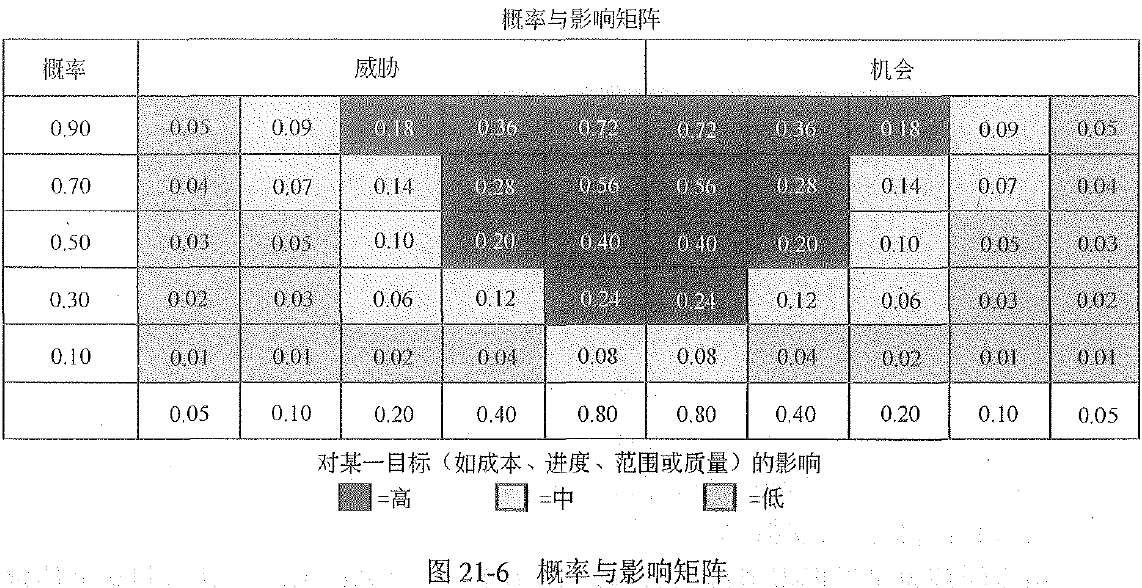 概率与影响矩阵
概率 威胁 机会
0.90 0.05 0.09 0.18 0.36 0.72 0.72 0.36 0.18 0.09 0.05
0.70 0.04 0.07 0.14 0.28 0.56 0.56 0.28 0.14 0.07 0.04
0.50 0.03 0.05 0.10 0.20 0.40 0.40 0.20 0.10 0.05 0.03
0.30 0.02 0.03 0.06 0.12 0.24 0.24 0.12 0.06 0.03 0.02
0.10 0.01 0.01 0.02 0.04 0.08 0.08 0.04 0.02 0.01 0.01
0.05 0.10 0.20 0.40 0.80 0.80 0.40 0.20 0.10 0.05
对某一目标（如成本、进度、范围或质量）的影响
=高 =中 =低
图 21-6 概率与影响矩阵